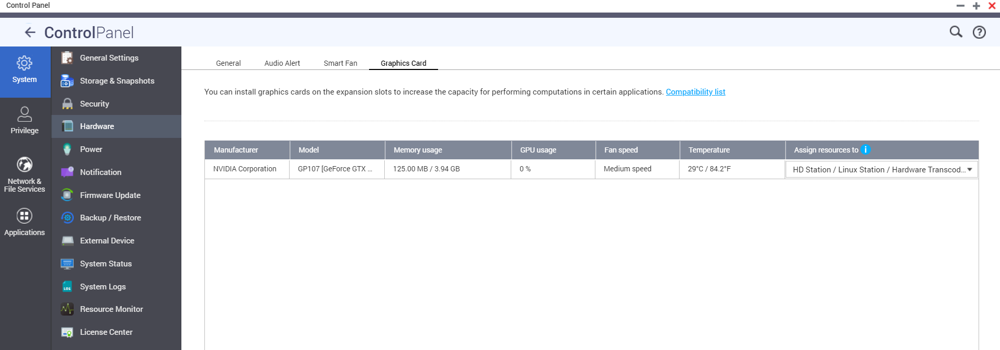 Control Panel
ControlPanel
System
Privilege
Network &
File Services
Applications
General Settings
Storage & Snapshots
Security
Hardware
Power
Notification
Firmware Update
Backup / Restore
External Device
System Status
LOG
System Logs
Resource Monitor
License Center
General Audio Alert Smart Fan Graphics Card
You can install graphics cards on the expansion slots to increase the capacity for performing computations in certain applications. Compatibility list
Manufacturer Model Memory usage GPU usage Fan speed Temperature Assign resources to
NVIDIA Corporation GP107 [GeForce GTX ... 125.00 MB / 3.94 GB 0 % Medium speed 29°C / 84.2°F HD Station / Linux Station / Hardware Transcod...